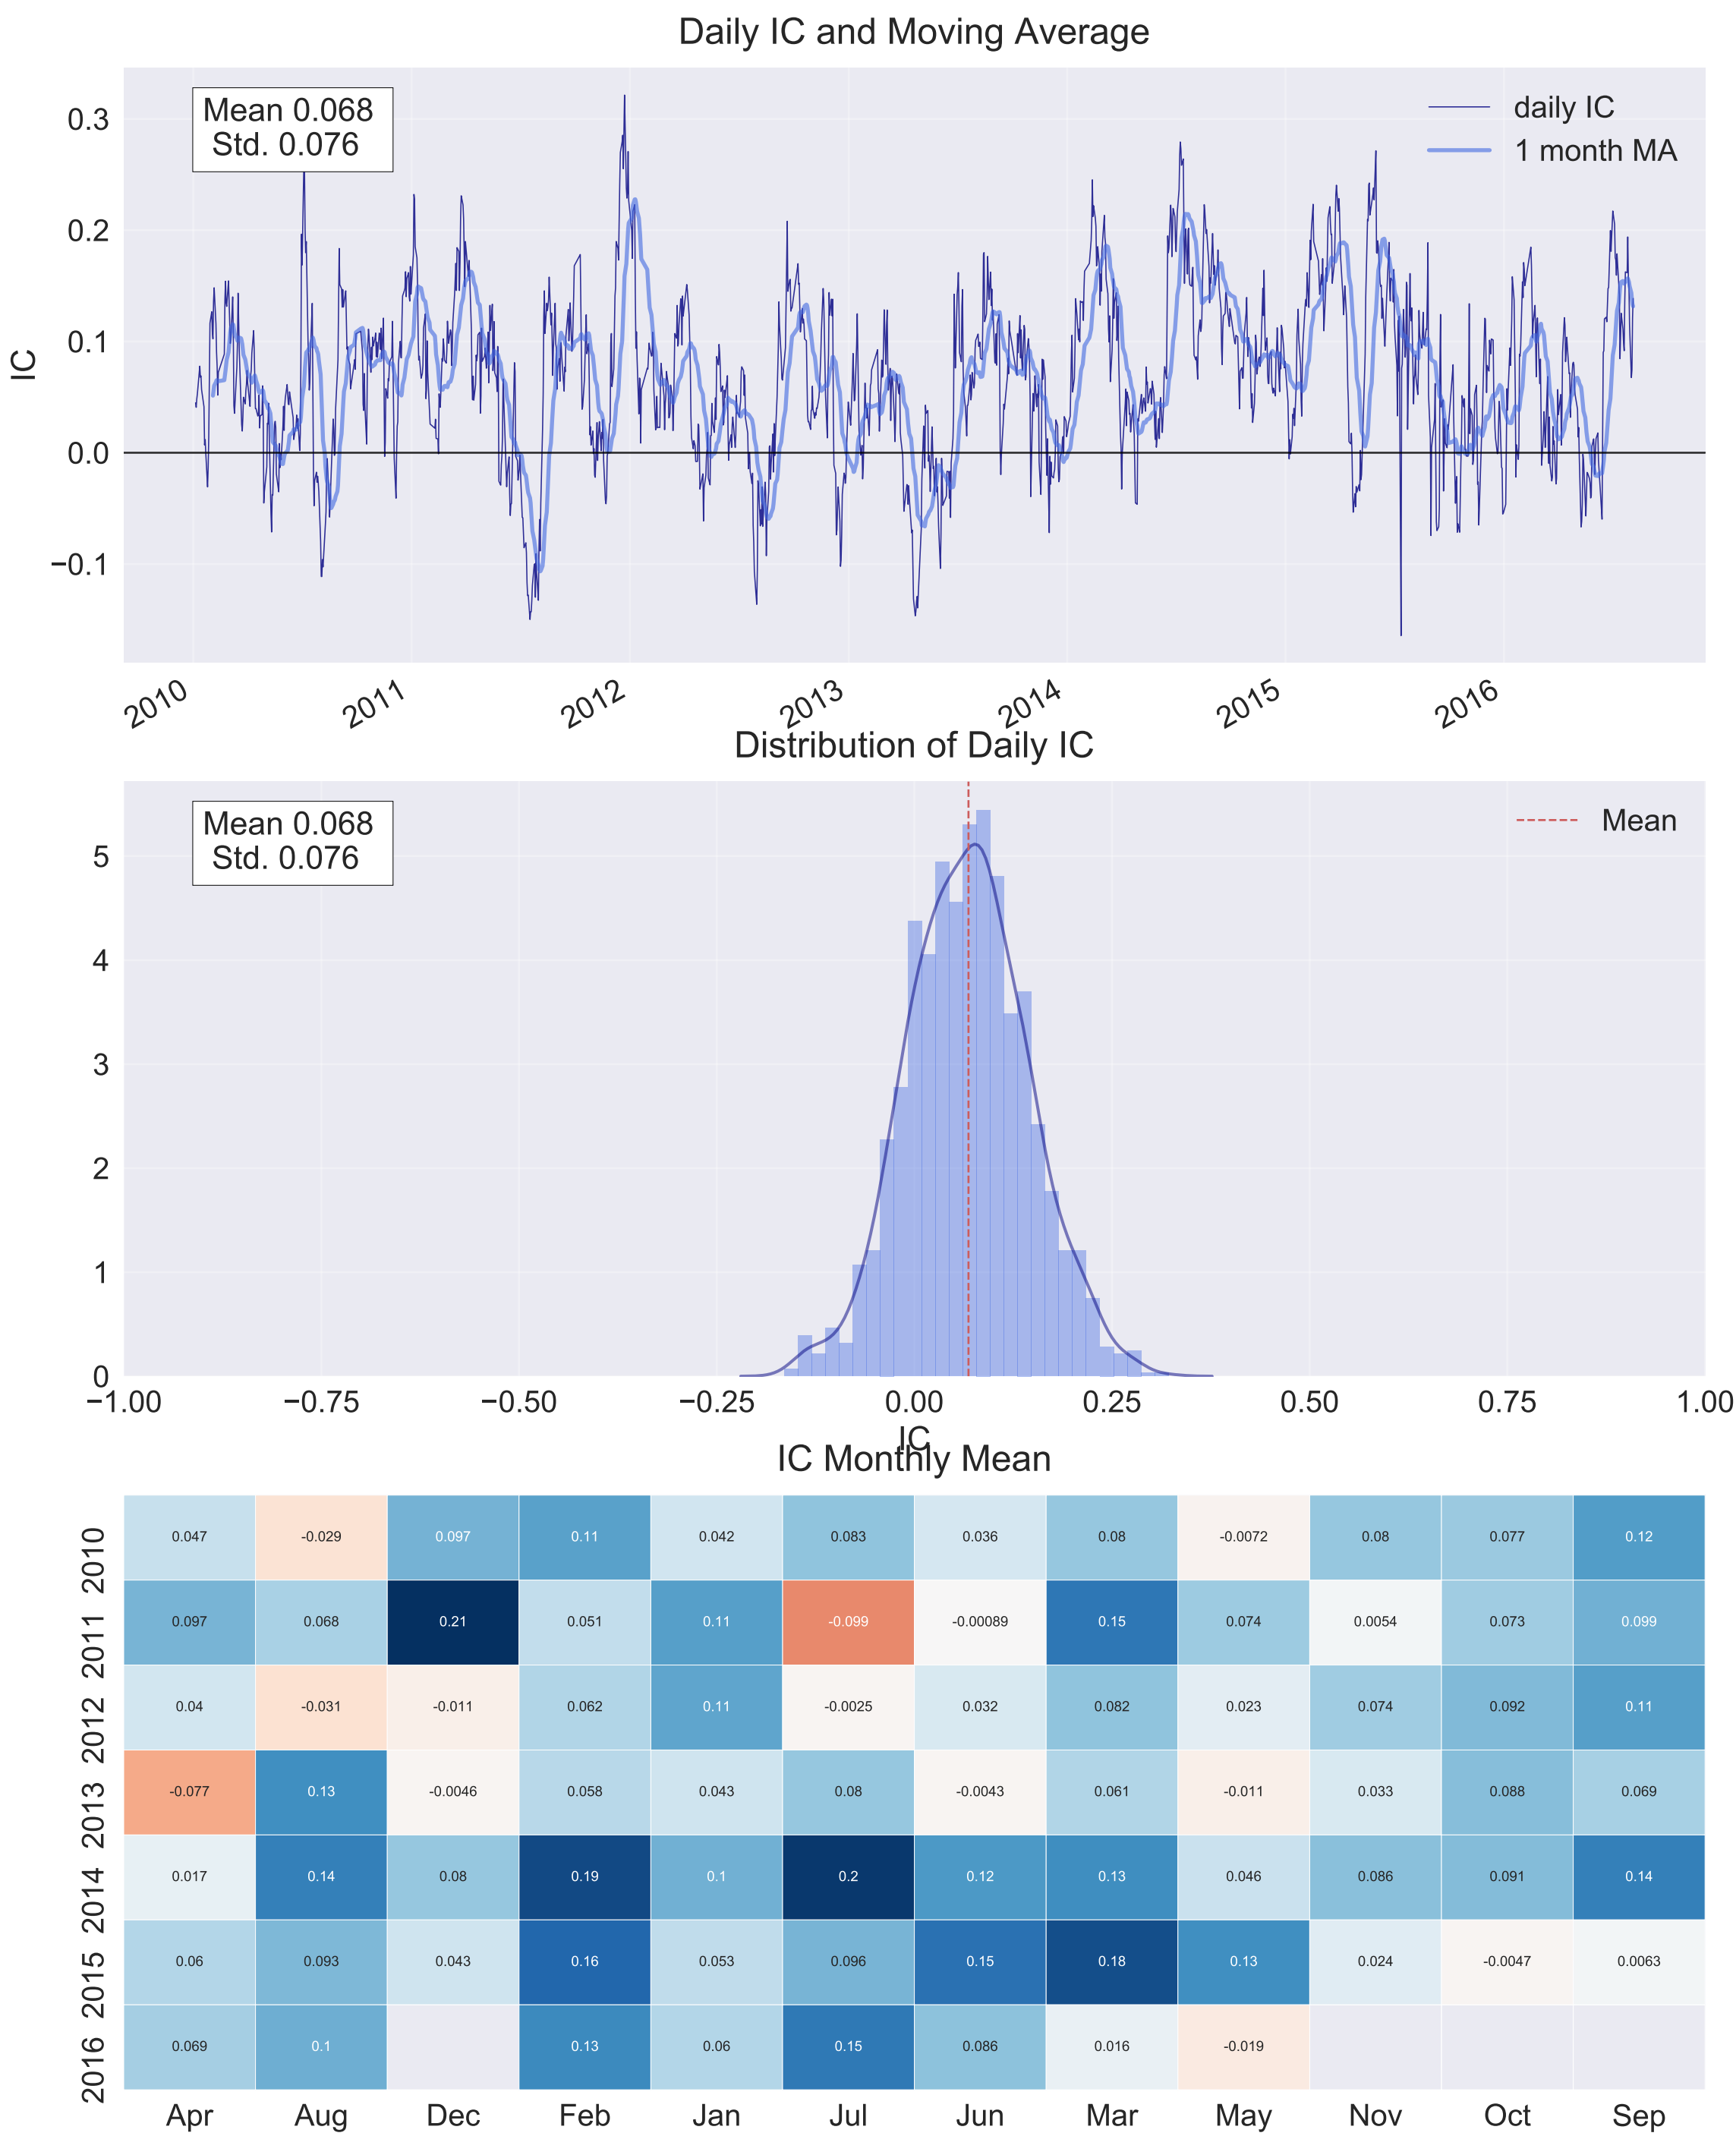 Daily IC and Moving Average
Mean 0.068
Std. 0.076
daily IC
1 month MA
0.3
0.2
0.1
0.0
−0.1
IC
2010 2011 2012 2013 2014 2015 2016
Distribution of Daily IC
Mean 0.068
Std. 0.076
Mean
5
4
3
2
1
0
−1.00 −0.75 −0.50 −0.25 0.00 0.25 0.50 0.75 1.00
IC
IC Monthly Mean
2010 0.047 -0.029 0.097 0.11 0.042 0.083 0.036 0.08 -0.0072 0.08 0.077 0.12
2011 0.097 0.068 0.21 0.051 0.11 -0.099 -0.00089 0.15 0.074 0.0054 0.073 0.099
2012 0.04 -0.031 -0.011 0.062 0.11 -0.0025 0.032 0.082 0.023 0.074 0.092 0.11
2013 -0.077 0.13 -0.0046 0.058 0.043 0.08 -0.0043 0.061 -0.011 0.033 0.088 0.069
2014 0.017 0.14 0.08 0.19 0.1 0.2 0.12 0.13 0.046 0.086 0.091 0.14
2015 0.06 0.093 0.043 0.16 0.053 0.096 0.15 0.18 0.13 0.024 -0.0047 0.0063
2016 0.069 0.1 0.13 0.06 0.15 0.086 0.016 -0.019
Apr Aug Dec Feb Jan Jul Jun Mar May Nov Oct Sep